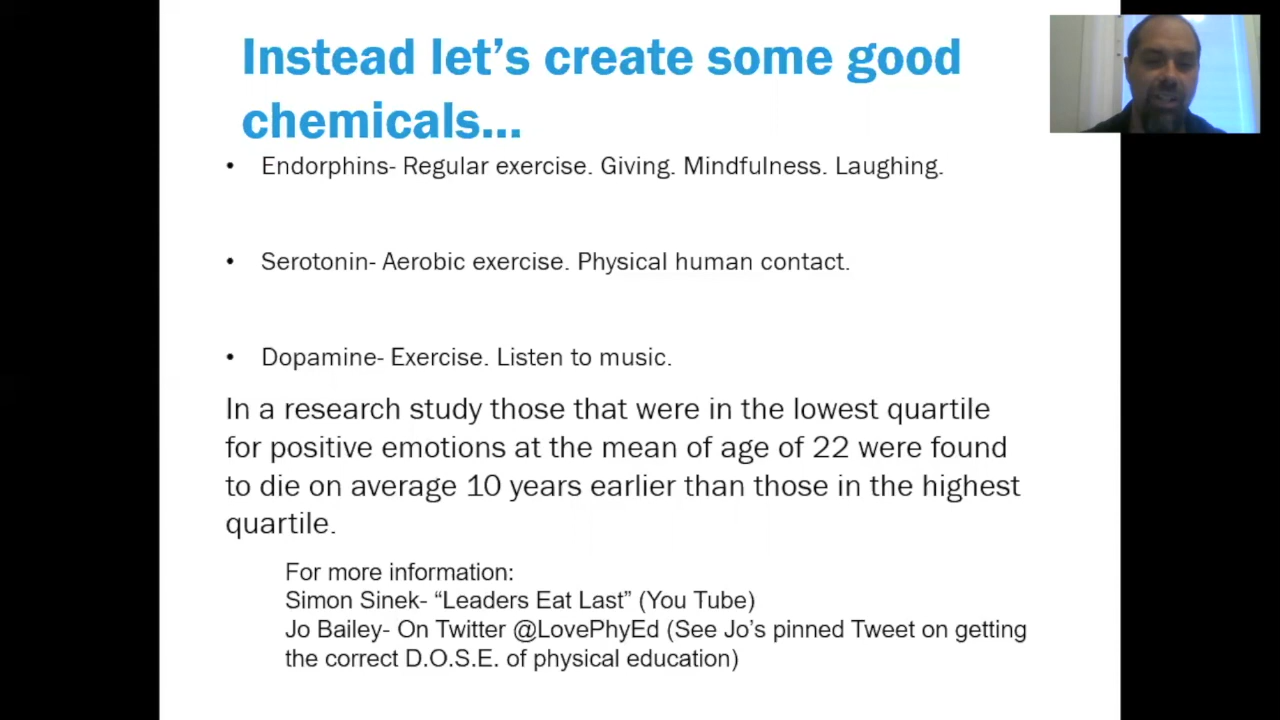 Instead let's create some good
chemicals...
• Endorphins- Regular exercise. Giving. Mindfulness. Laughing.
• Serotonin- Aerobic exercise. Physical human contact.
• Dopamine- Exercise. Listen to music.
In a research study those that were in the lowest quartile
for positive emotions at the mean of age of 22 were found
to die on average 10 years earlier than those in the highest
quartile.
For more information:
Simon Sinek- “Leaders Eat Last” (You Tube)
Jo Bailey- On Twitter @LovePhyEd (See Jo’s pinned Tweet on getting
the correct D.O.S.E. of physical education)